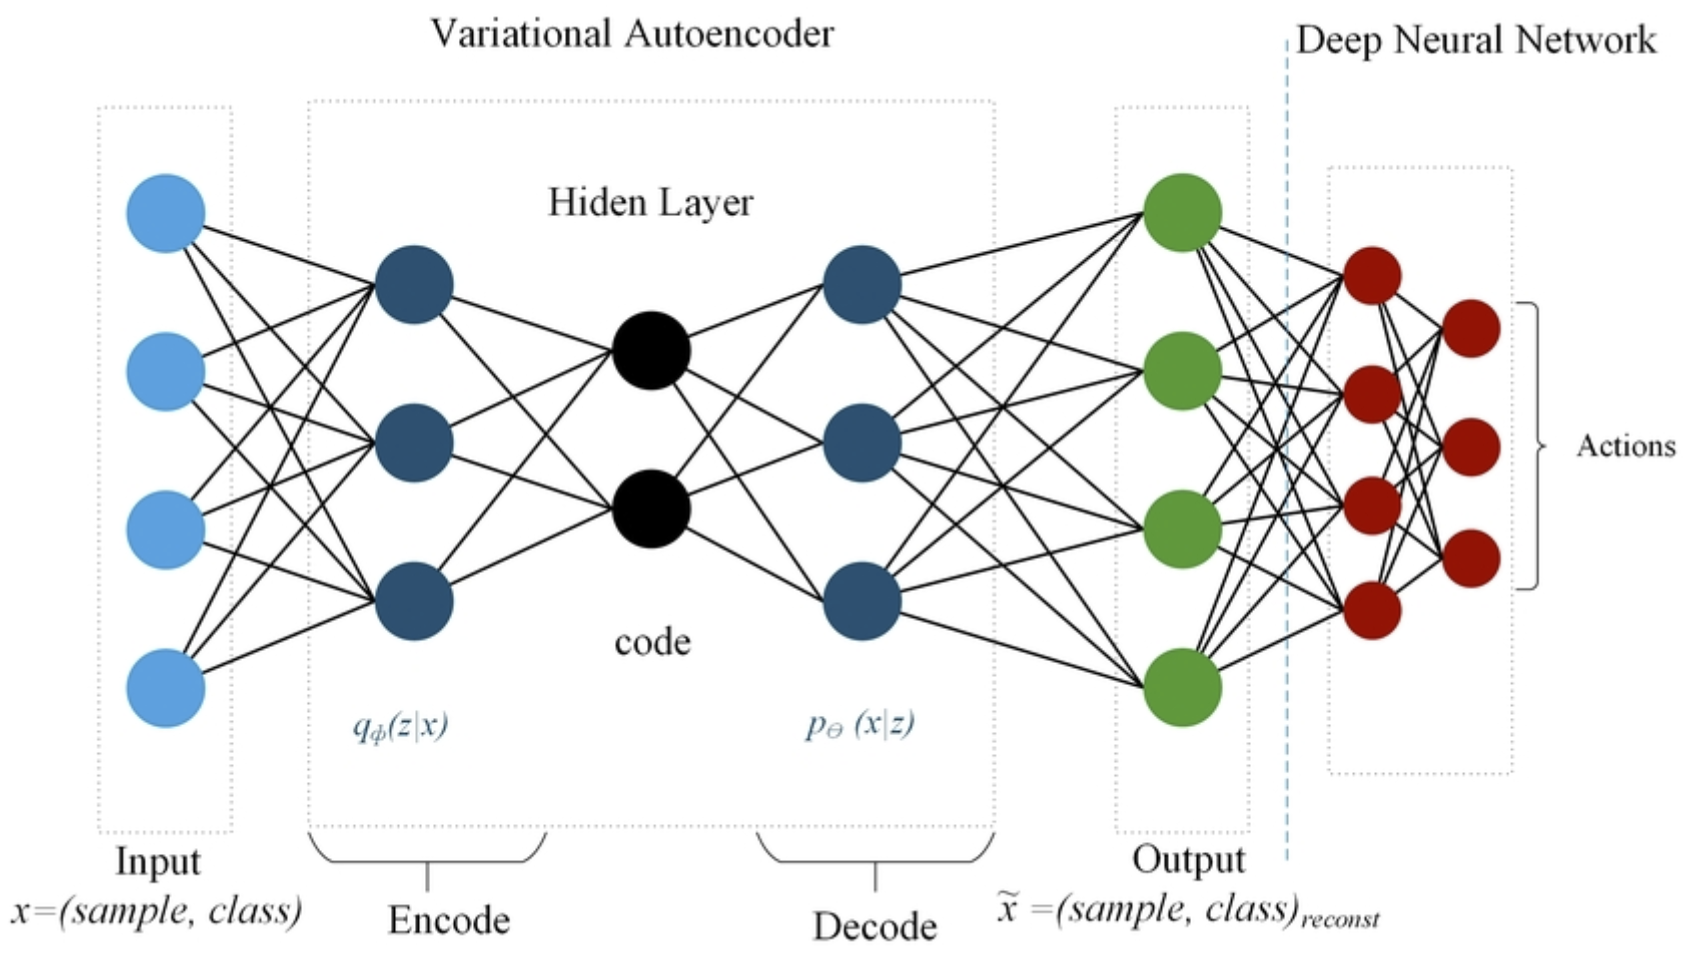 Variational Autoencoder
Deep Neural Network
Hiden Layer
Actions
code
qϕ(z|x)
pΘ (x|z)
Input
x=(sample, class)
Encode
Decode
Output
x̃ =(sample, class)reconst